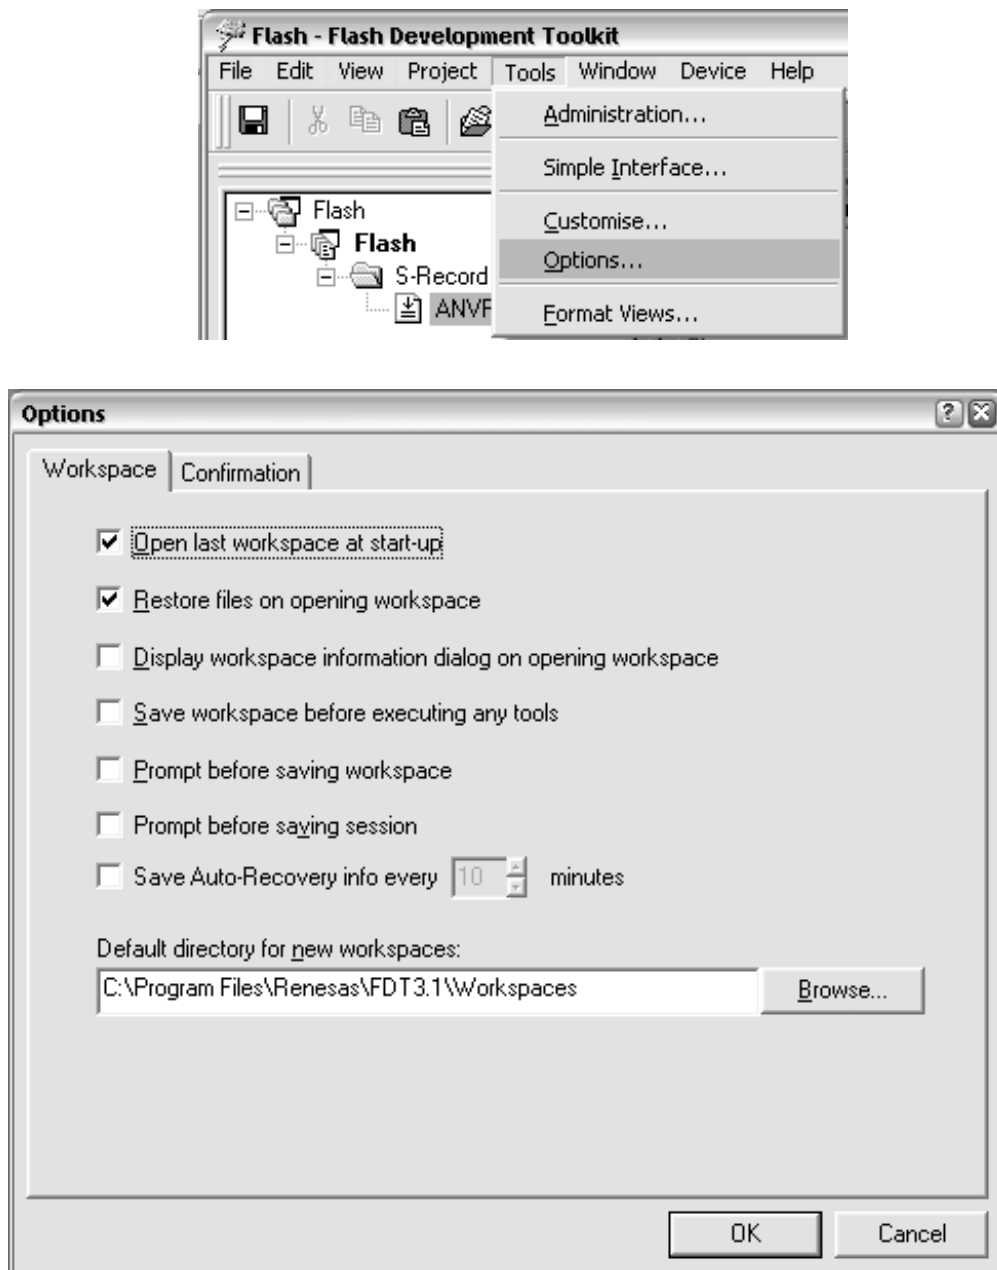 Flash - Flash Development Toolkit
File Edit View Project Tools Window Device Help
Administration...
Simple Interface...
Customise...
Options...
Format Views...
Flash
Flash
S-Record
Options
Workspace Confirmation
Open last workspace at start-up
Restore files on opening workspace
Display workspace information dialog on opening workspace
Save workspace before executing any tools
Prompt before saving workspace
Prompt before saving session
Save Auto-Recovery info every 10 minutes
Default directory for new workspaces:
C:\Program Files\Renesas\FDT3.1\Workspaces Browse...
OK Cancel